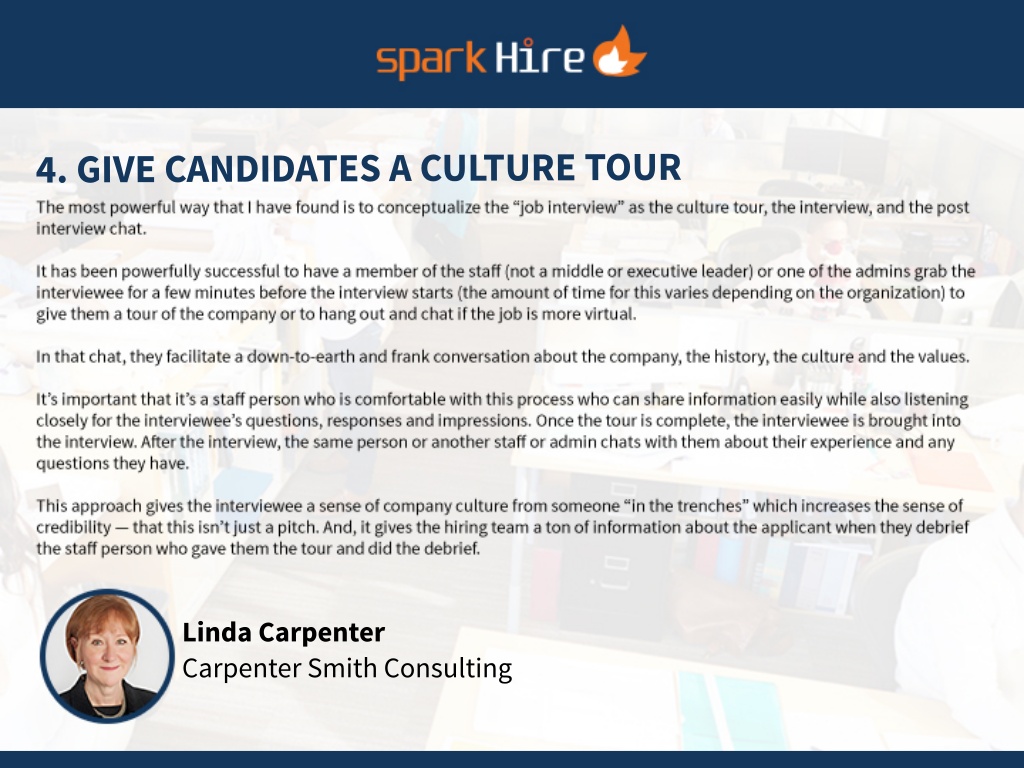 spark Hire
4. GIVE CANDIDATES A CULTURE TOUR
The most powerful way that I have found is to conceptualize the “job interview” as the culture tour, the interview, and the post
interview chat.
It has been powerfully successful to have a member of the staff (not a middle or executive leader) or one of the admins grab the
interviewee for a few minutes before the interview starts (the amount of time for this varies depending on the organization) to
give them a tour of the company or to hang out and chat if the job is more virtual.
In that chat, they facilitate a down-to-earth and frank conversation about the company, the history, the culture and the values.
It’s important that it’s a staff person who is comfortable with this process who can share information easily while also listening
closely for the interviewee’s questions, responses and impressions. Once the tour is complete, the interviewee is brought into
the interview. After the interview, the same person or another staff or admin chats with them about their experience and any
questions they have.
This approach gives the interviewee a sense of company culture from someone “in the trenches” which increases the sense of
credibility — that this isn’t just a pitch. And, it gives the hiring team a ton of information about the applicant when they debrief
the staff person who gave them the tour and did the debrief.
Linda Carpenter
Carpenter Smith Consulting